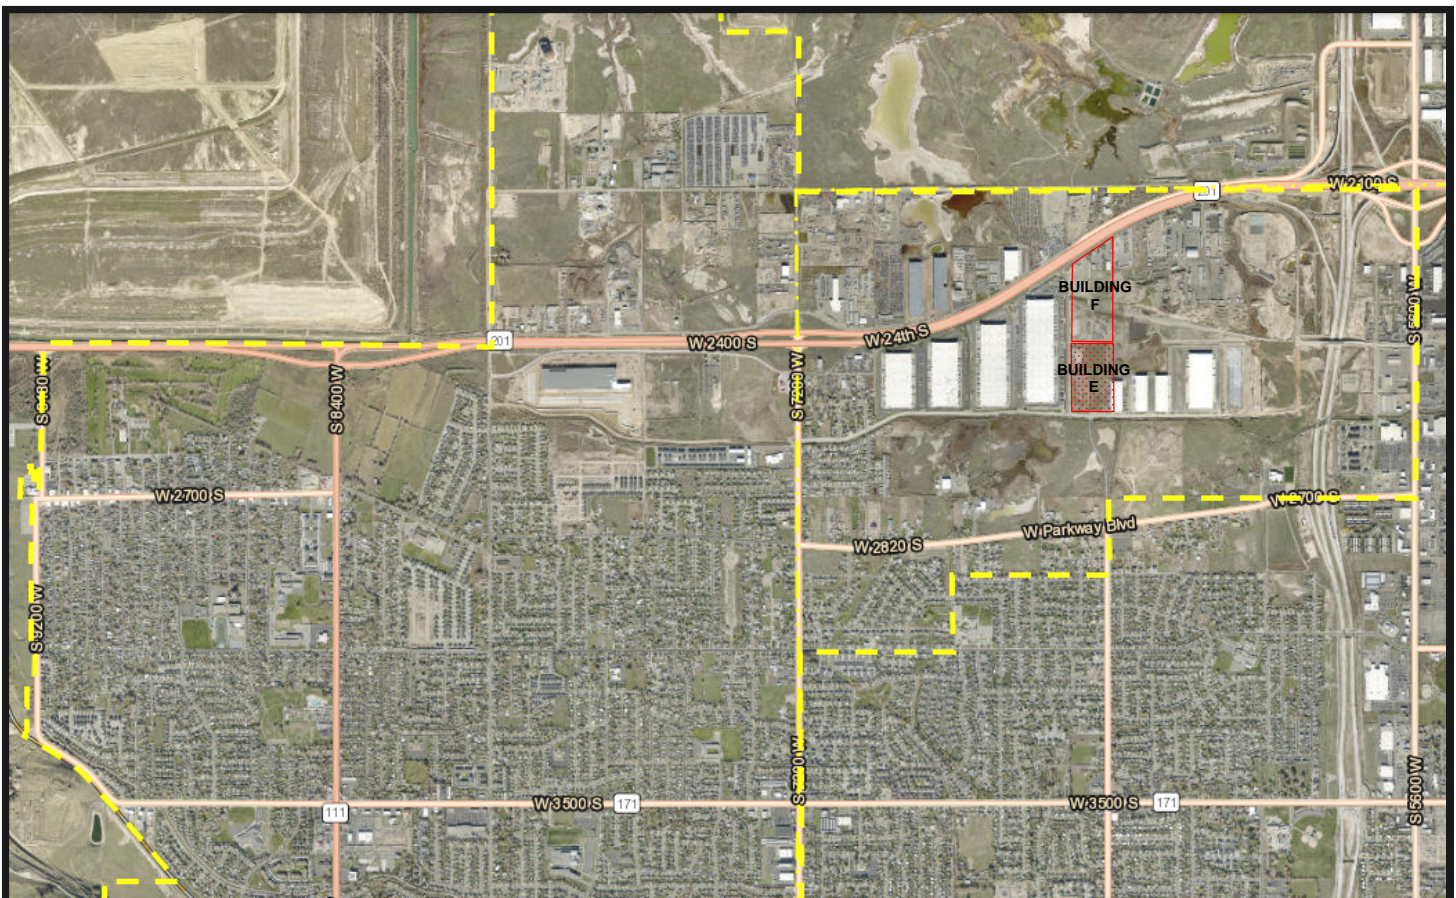 W 2100 S
201
BUILDING
F
S 5600 W
W 24th S
W 2400 S
201
S 7200 W
BUILDING
E
S 8400 W
W 2700 S
W 2700 S
W Parkway Blvd
W 2820 S
S 9200 W
S 7200 W
S 5600 W
W 3500 S
171
W 3500 S
171
111